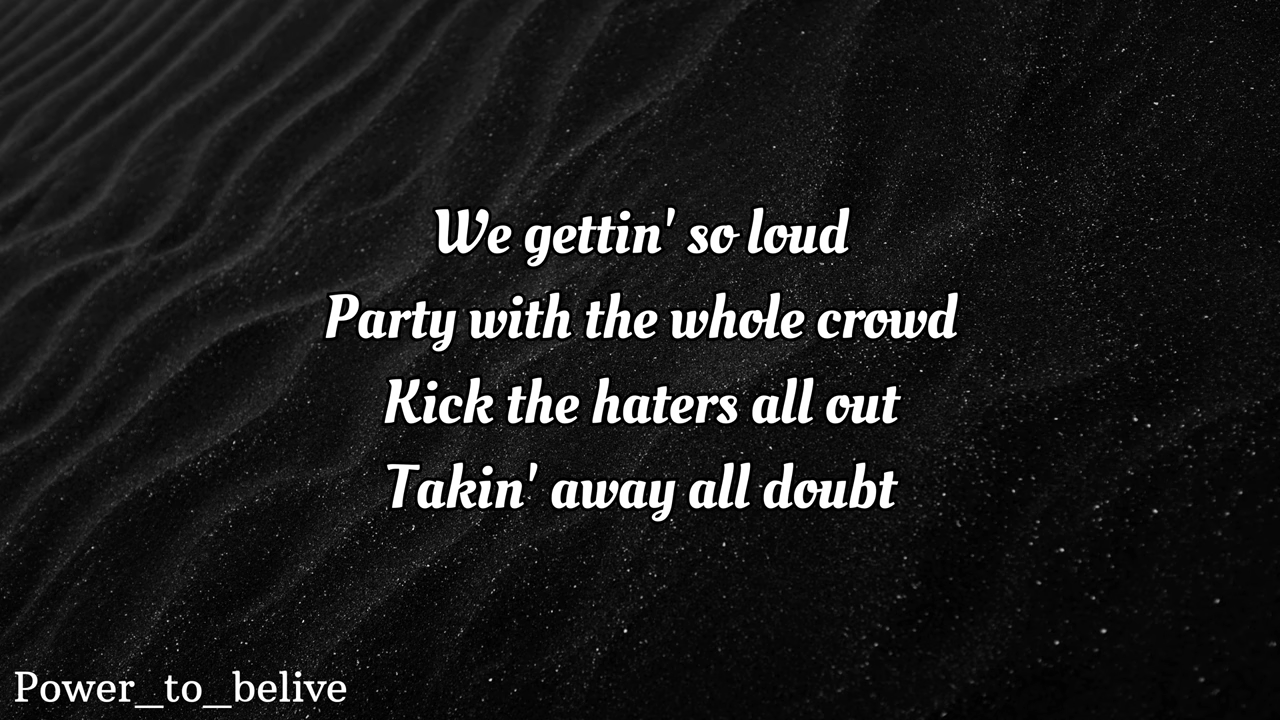 We gettin' so loud
Party with the whole crowd
Kick the haters all out
Takin' away all doubt
Power_to_belive